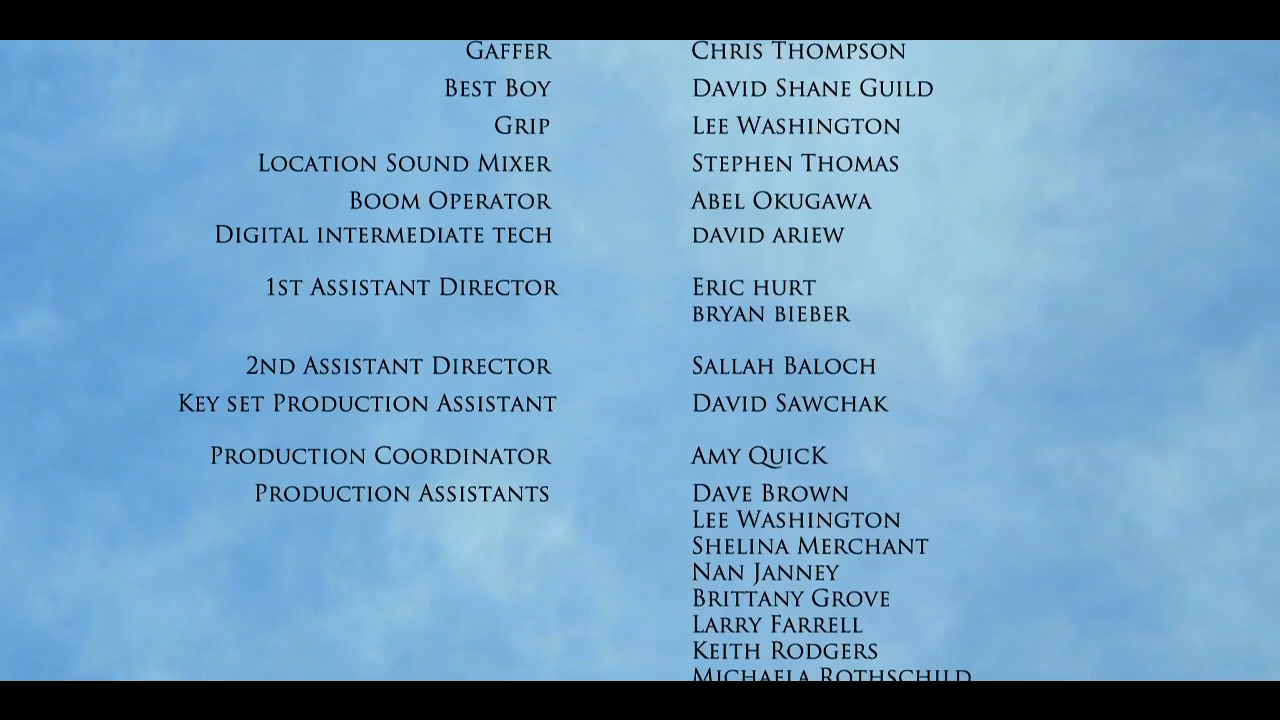 Gaffer Chris Thompson
Best Boy David Shane Guild
Grip Lee Washington
Location Sound Mixer Stephen Thomas
Boom Operator Abel Okugawa
Digital intermediate tech david ariew
1st Assistant Director Eric hurt
bryan bieber
2nd Assistant Director Sallah Baloch
Key set Production Assistant David Sawchak
Production Coordinator Amy QuicK
Production Assistants Dave Brown
Lee Washington
Shelina Merchant
Nan Janney
Brittany Grove
Larry Farrell
Keith Rodgers
Michaela Rothschild